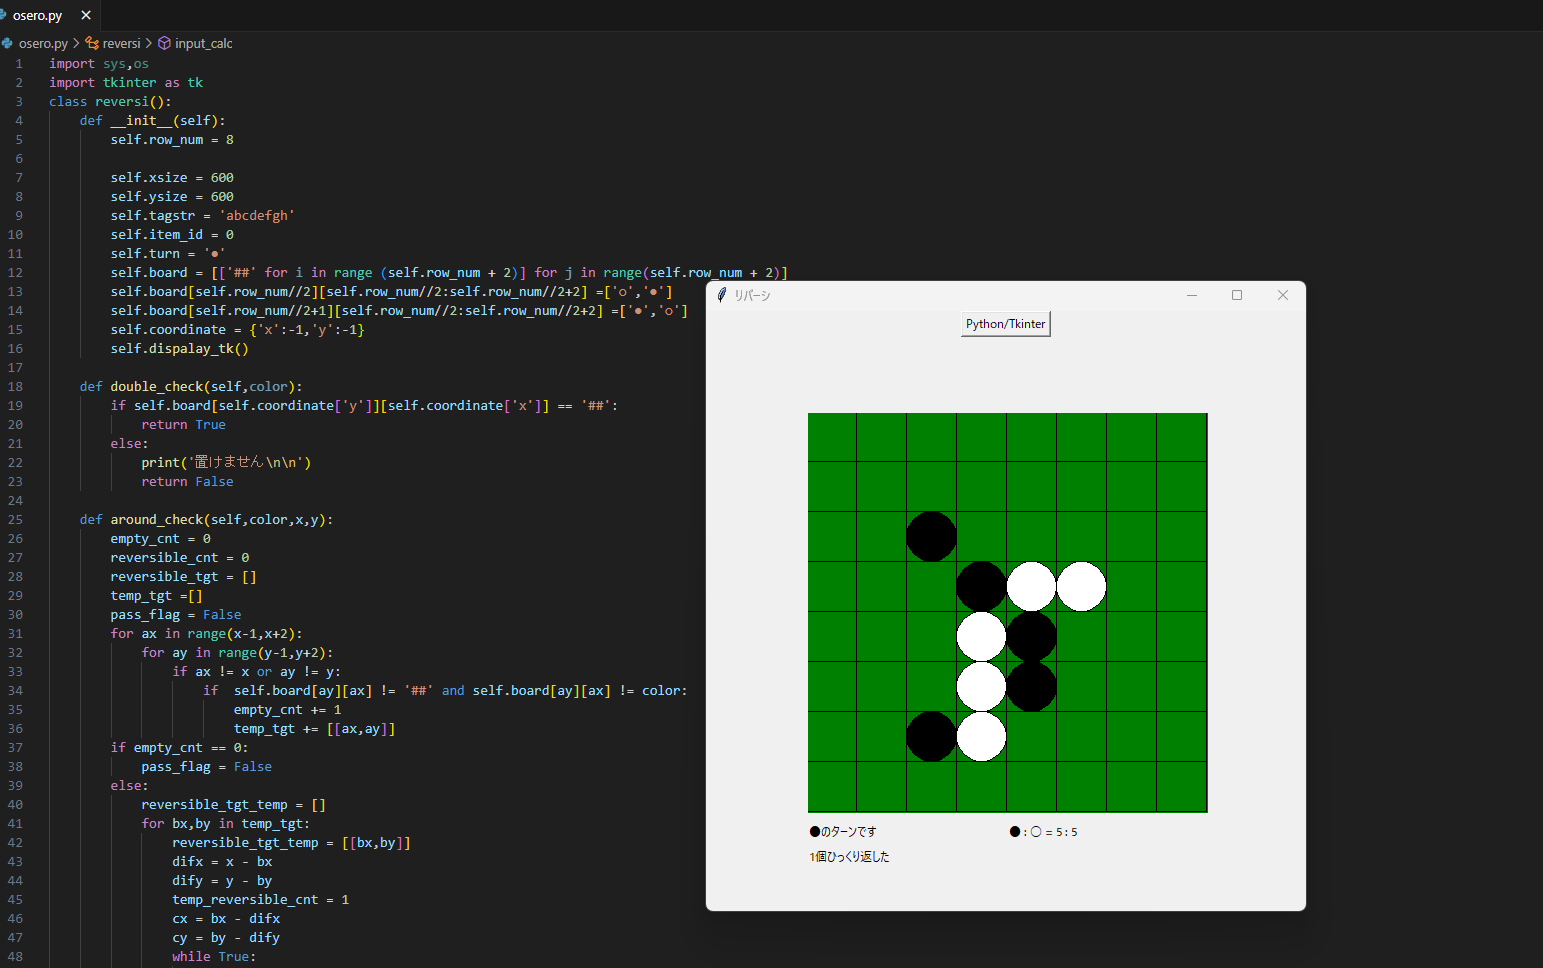 osero.py ×
osero.py > reversi > input_calc
1 import sys,os
2 import tkinter as tk
3 class reversi():
4     def __init__(self):
5         self.row_num = 8
6
7         self.xsize = 600
8         self.ysize = 600
9         self.tagstr = 'abcdefgh'
10         self.item_id = 0
11         self.turn = '●'
12         self.board = [['##' for i in range (self.row_num + 2)] for j in range(self.row_num + 2)]
13         self.board[self.row_num//2][self.row_num//2:self.row_num//2+2] =['○','●']
14         self.board[self.row_num//2+1][self.row_num//2:self.row_num//2+2] =['●','○']
15         self.coordinate = {'x':-1,'y':-1}
16         self.dispalay_tk()
17
18     def double_check(self,color):
19         if self.board[self.coordinate['y']][self.coordinate['x']] == '##':
20             return True
21         else:
22             print('置けません\n\n')
23             return False
24
25     def around_check(self,color,x,y):
26         empty_cnt = 0
27         reversible_cnt = 0
28         reversible_tgt = []
29         temp_tgt =[]
30         pass_flag = False
31         for ax in range(x-1,x+2):
32             for ay in range(y-1,y+2):
33                 if ax != x or ay != y:
34                     if  self.board[ay][ax] != '##' and self.board[ay][ax] != color:
35                         empty_cnt += 1
36                         temp_tgt += [[ax,ay]]
37         if empty_cnt == 0:
38             pass_flag = False
39         else:
40             reversible_tgt_temp = []
41             for bx,by in temp_tgt:
42                 reversible_tgt_temp = [[bx,by]]
43                 difx = x - bx
44                 dify = y - by
45                 temp_reversible_cnt = 1
46                 cx = bx - difx
47                 cy = by - dify
48                 while True:
リバーシ
Python/Tkinter
●のターンです
●:○ = 5 : 5
1個ひっくり返した